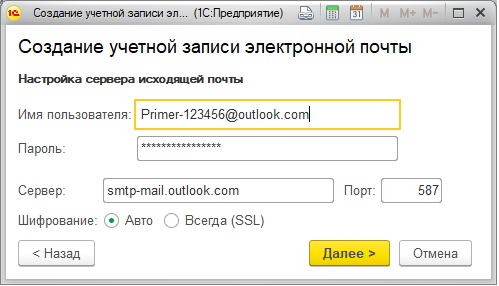 Создание учетной записи эл... (1С:Предприятие)
M M+ M-
Создание учетной записи электронной почты
Настройка сервера исходящей почты
Имя пользователя: Primer-123456@outlook.com
Пароль: ****************
Сервер: smtp-mail.outlook.com Порт: 587
Шифрование: Авто Всегда (SSL)
< Назад Далее > Отмена